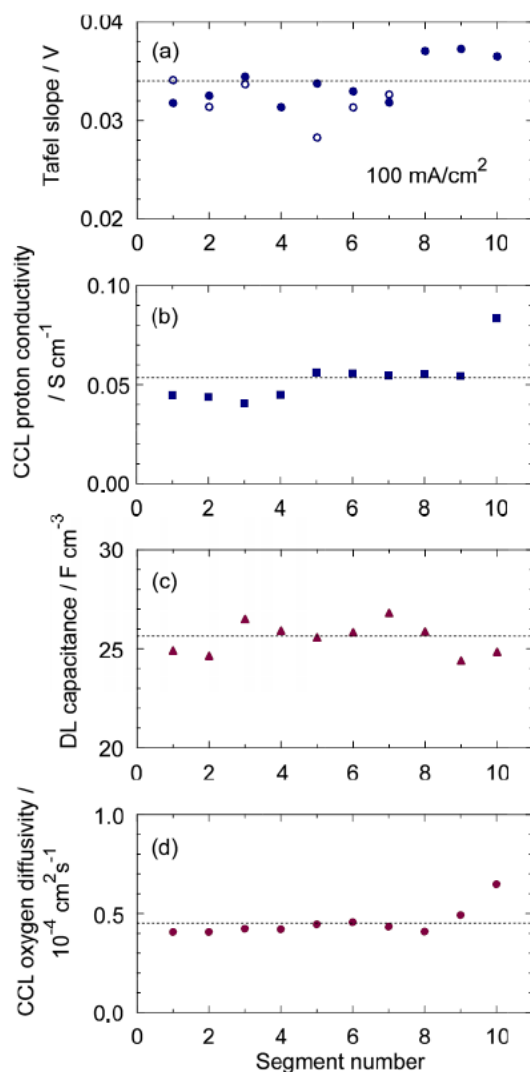 0.04
(a)
Tafel slope / V
0.03
100 mA/cm²
0.02
0 2 4 6 8 10
0.10
(b)
CCL proton conductivity
/ S cm⁻¹
0.05
0.00
0 2 4 6 8 10
30
(c)
DL capacitance / F cm⁻³
25
20
0 2 4 6 8 10
1.0
(d)
CCL oxygen diffusivity /
10⁻⁴ cm² s⁻¹
0.5
0.0
0 2 4 6 8 10
Segment number